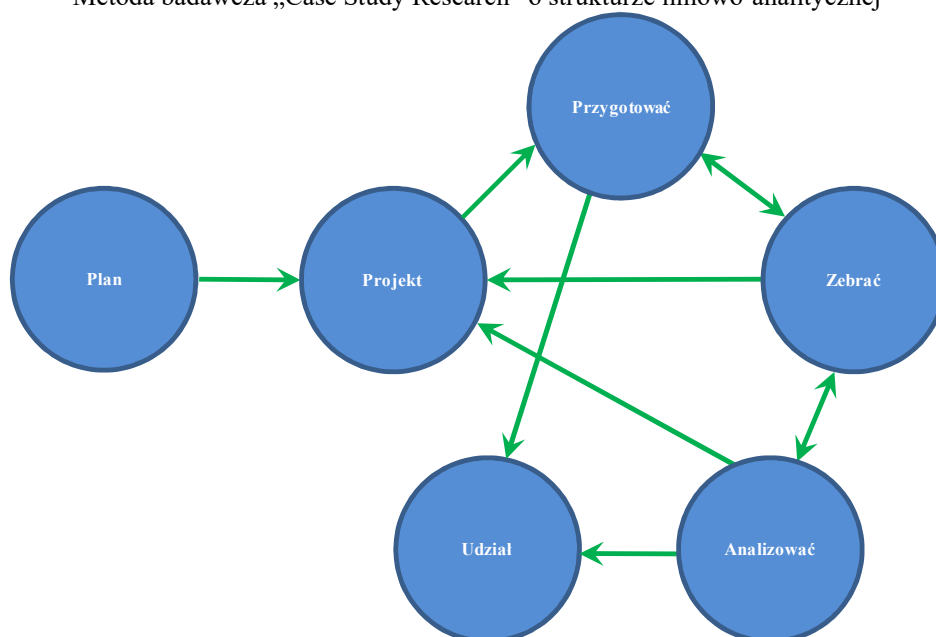 Metoda badawcza „Case Study Research” o strukturze liniowo-analitycznej
Przygotować
Plan
Projekt
Zebrać
Udział
Analizować